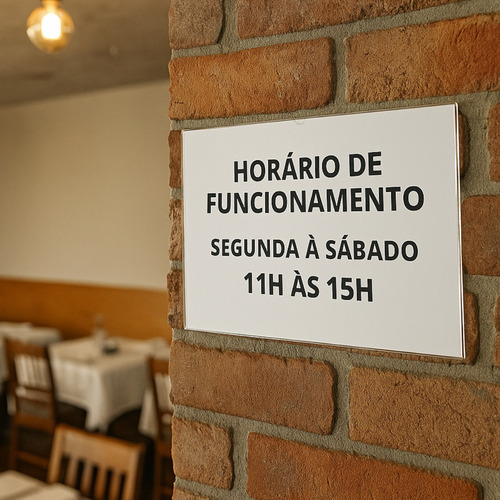 HORÁRIO DE
FUNCIONAMENTO
SEGUNDA À SÁBADO
11H ÀS 15H